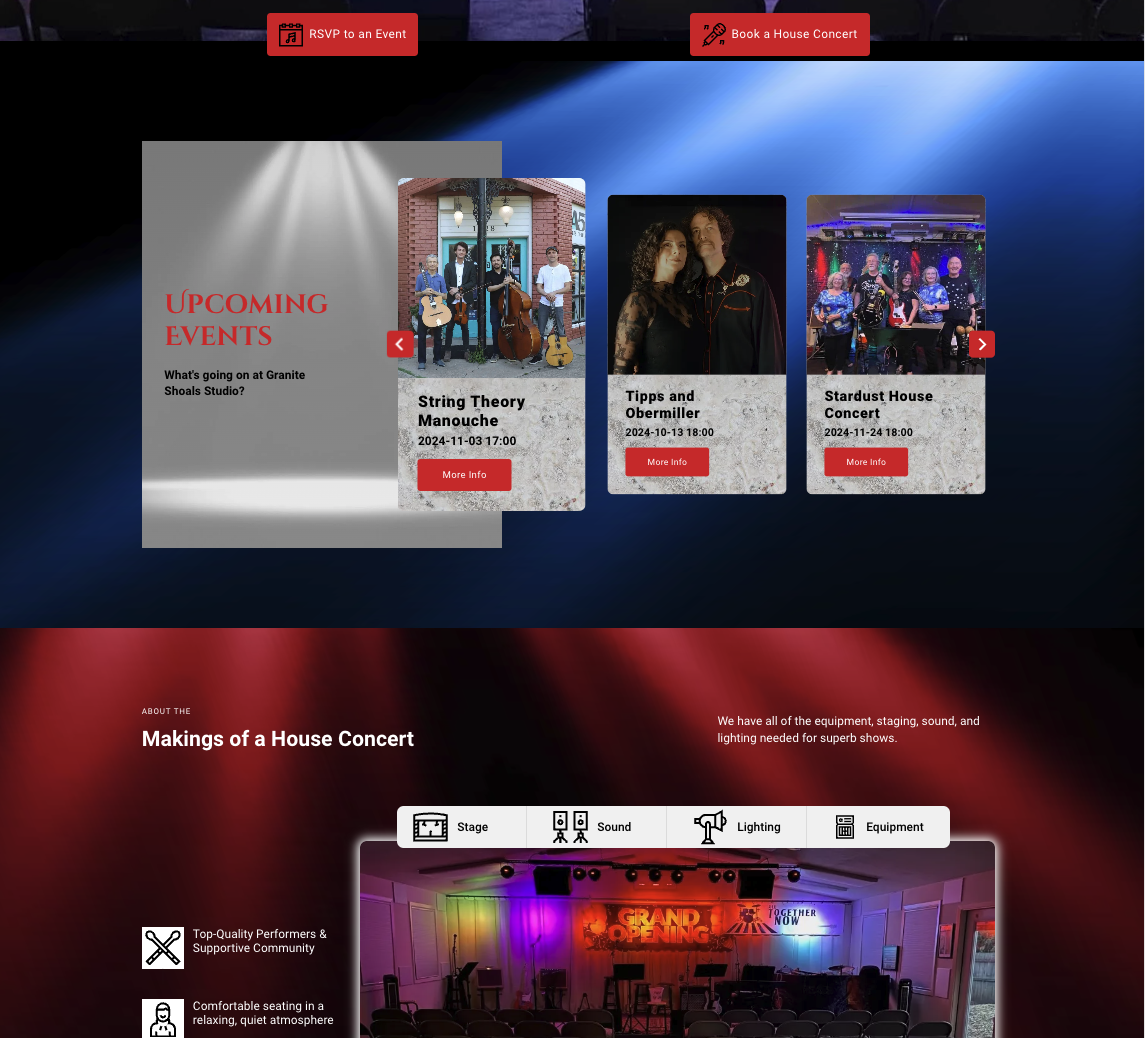 RSVP to an Event
Book a House Concert
Upcoming
Events
What's going on at Granite
Shoals Studio?
1128
String Theory
Manouche
2024-11-03 17:00
More Info
Tipps and
Obermiller
2024-10-13 18:00
More Info
Stardust House
Concert
2024-11-24 18:00
More Info
ABOUT THE
Makings of a House Concert
We have all of the equipment, staging, sound, and
lighting needed for superb shows.
Stage
Sound
Lighting
Equipment
GRAND
OPENING
TOGETHER
NOW
Top-Quality Performers &
Supportive Community
Comfortable seating in a
relaxing, quiet atmosphere